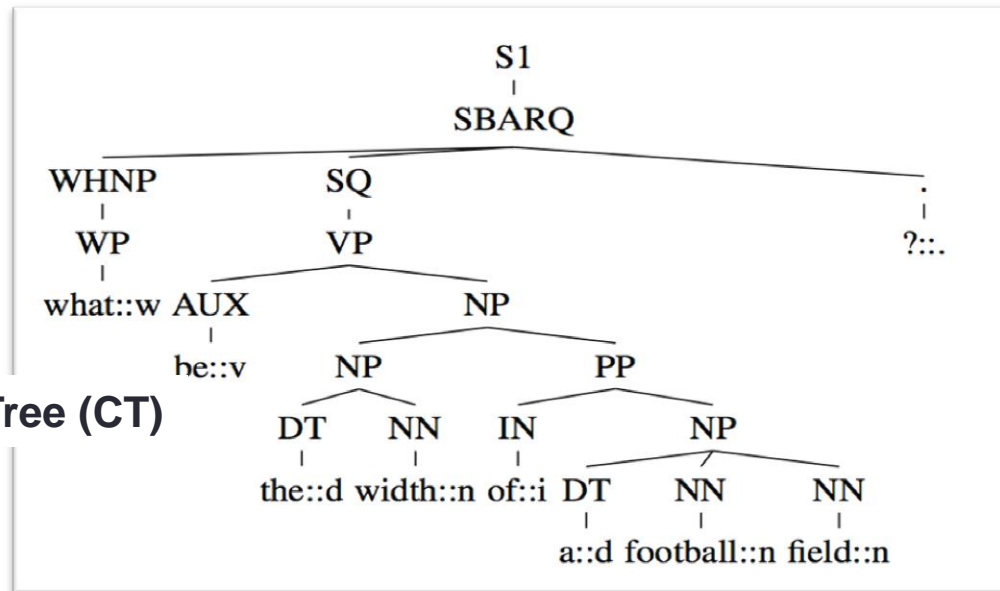 S1
SBARQ
WHNP SQ .
WP VP ?::.
what::w AUX NP
be::v NP PP
Tree (CT)
DT NN IN NP
the::d width::n of::i DT NN NN
a::d football::n field::n